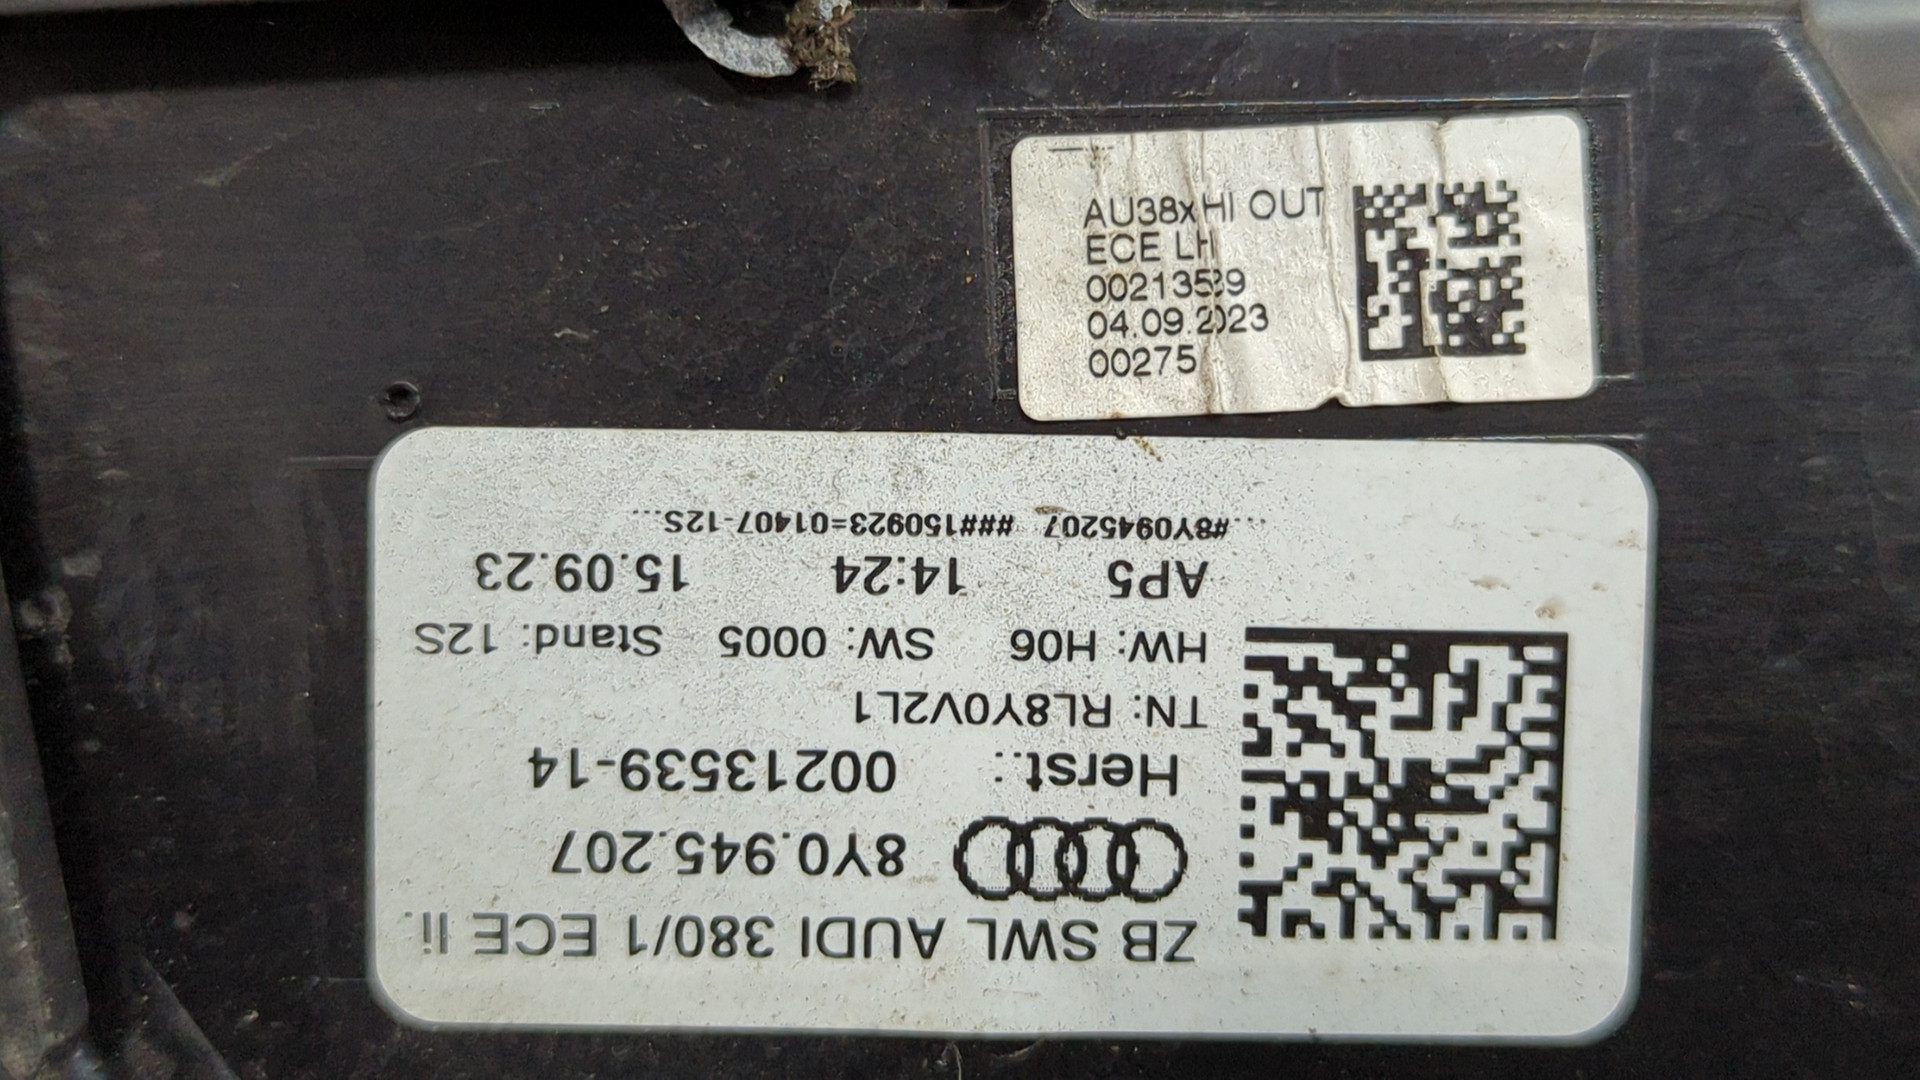 AU38x HI OUT
ECE LH
00213539
04.09.2023
00275
ZB SWL AUDI 380/1 ECE li.
8Y0.945.207
Herst.: 00213539-14
TN: RL8Y0V2L1
HW: H06 SW: 0005 Stand: 12S
AP5 14:24 15.09.23
...#8Y0945207 ###150923=01407-12S...